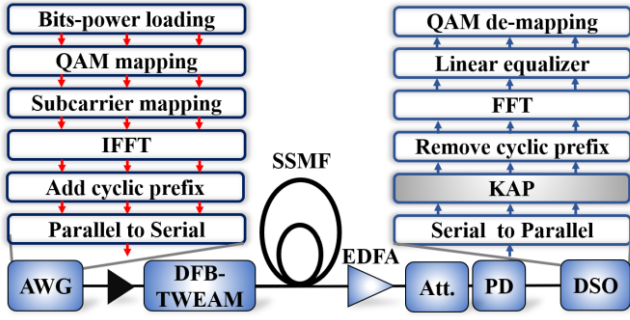 Bits-power loading
QAM mapping
Subcarrier mapping
IFFT
Add cyclic prefix
Parallel to Serial
AWG
DFB-
TWEAM
SSMF
EDFA
Att.
PD
DSO
QAM de-mapping
Linear equalizer
FFT
Remove cyclic prefix
KAP
Serial to Parallel